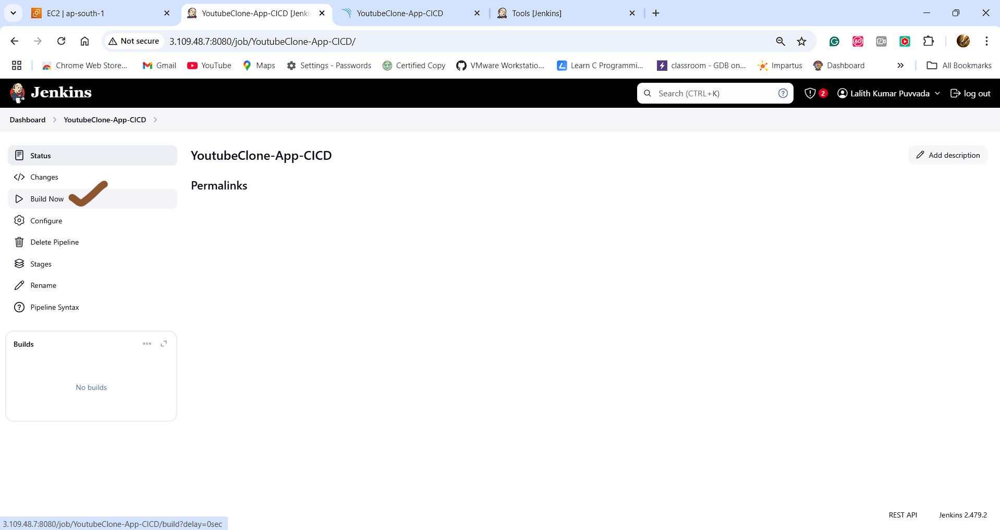 EC2 | ap-south-1
YoutubeClone-App-CICD [Jenki
YoutubeClone-App-CICD
Tools [Jenkins]
Not secure
3.109.48.7:8080/job/YoutubeClone-App-CICD/
Chrome Web Store...
Gmail
YouTube
Maps
Settings - Passwords
Certified Copy
VMware Workstatio...
Learn C Programmi...
classroom - GDB on...
Impartus
Dashboard
All Bookmarks
Jenkins
Search (CTRL+K)
2
Lalith Kumar Puvvada
log out
Dashboard
YoutubeClone-App-CICD
Status
Changes
Build Now
Configure
Delete Pipeline
Stages
Rename
Pipeline Syntax
YoutubeClone-App-CICD
Add description
Permalinks
Builds
No builds
REST API
Jenkins 2.479.2
3.109.48.7:8080/job/YoutubeClone-App-CICD/build?delay=0sec